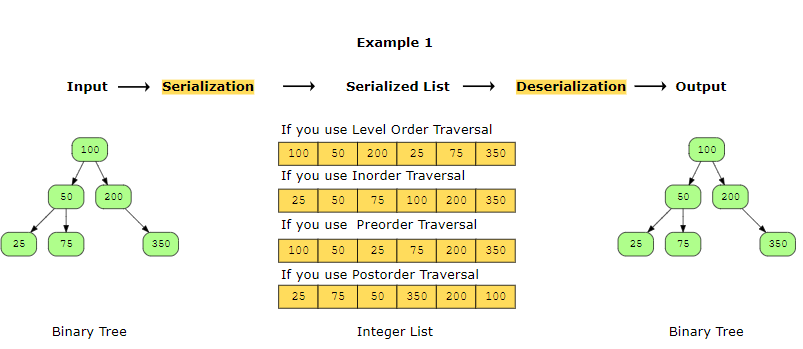 Example 1
Input Serialization Serialized List Deserialization Output
If you use Level Order Traversal
100 100 50 200 25 75 350 100
If you use Inorder Traversal
50 200 25 50 75 100 200 350 50 200
If you use  Preorder Traversal
25 75 350 100 50 25 75 200 350 25 75 350
If you use Postorder Traversal
25 75 50 350 200 100
Binary Tree Integer List Binary Tree